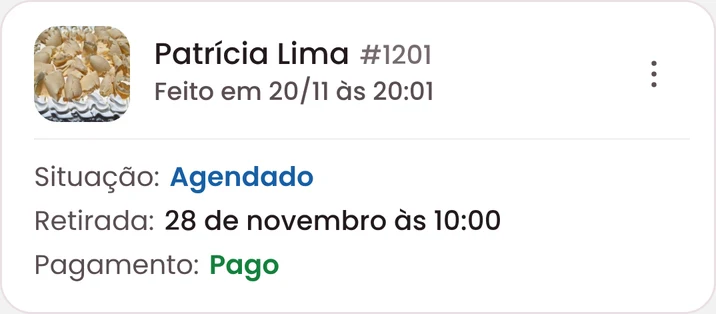 Patrícia Lima #1201
Feito em 20/11 às 20:01
Situação: Agendado
Retirada: 28 de novembro às 10:00
Pagamento: Pago